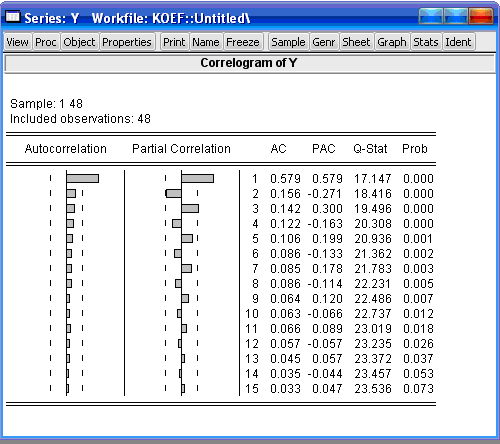 Series: Y Workfile: KOEF::Untitled\
View Proc Object Properties Print Name Freeze Sample Genr Sheet Graph Stats Ident
Correlogram of Y
Sample: 1 48
Included observations: 48
Autocorrelation Partial Correlation AC PAC Q-Stat Prob
1 0.579 0.579 17.147 0.000
2 0.156 -0.271 18.416 0.000
3 0.142 0.300 19.496 0.000
4 0.122 -0.163 20.308 0.000
5 0.106 0.199 20.936 0.001
6 0.086 -0.133 21.362 0.002
7 0.085 0.178 21.783 0.003
8 0.086 -0.114 22.231 0.005
9 0.064 0.120 22.486 0.007
10 0.063 -0.066 22.737 0.012
11 0.066 0.089 23.019 0.018
12 0.057 -0.057 23.235 0.026
13 0.045 0.057 23.372 0.037
14 0.035 -0.044 23.457 0.053
15 0.033 0.047 23.536 0.073